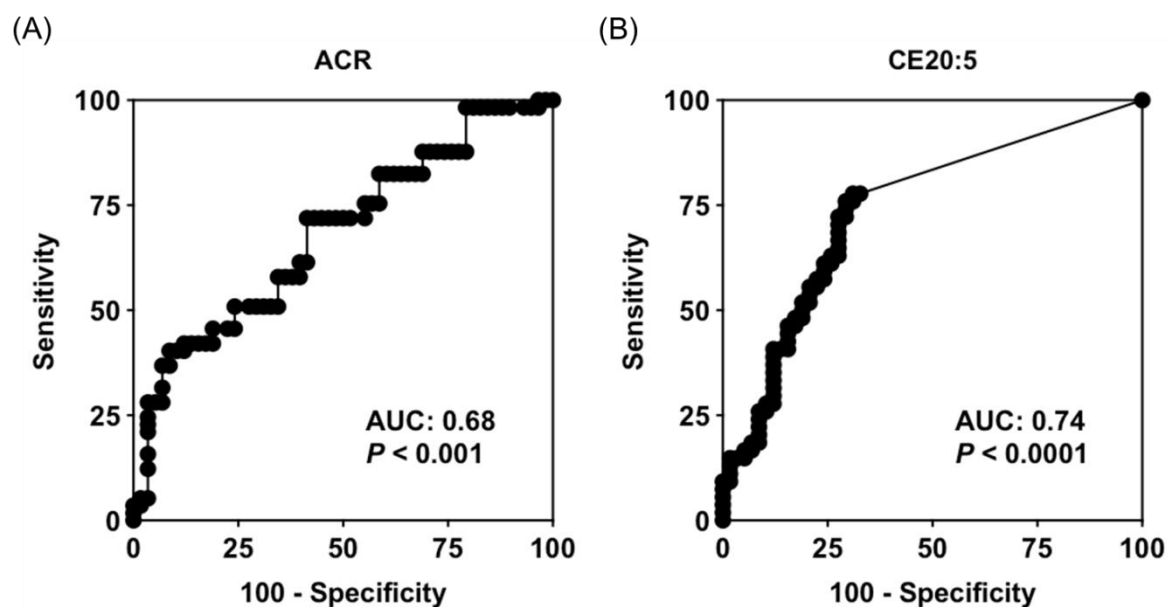 (A)
ACR
100
75
50
25
0
Sensitivity
AUC: 0.68
P < 0.001
0 25 50 75 100
100 - Specificity
(B)
CE20:5
100
75
50
25
0
Sensitivity
AUC: 0.74
P < 0.0001
0 25 50 75 100
100 - Specificity